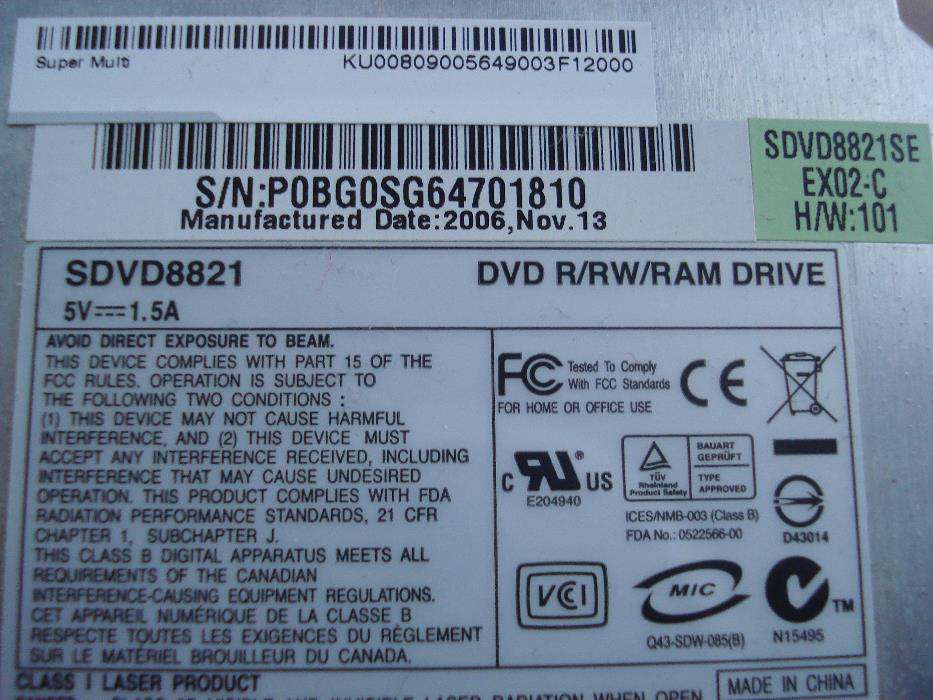 Super Multi
KU00809005649003F12000
S/N:P0BG0SG64701810
Manufactured Date:2006,Nov.13
SDVD8821SE
EX02-C
H/W:101
SDVD8821
DVD R/RW/RAM DRIVE
5V⎓1.5A
AVOID DIRECT EXPOSURE TO BEAM.
THIS DEVICE COMPLIES WITH PART 15 OF THE
FCC RULES. OPERATION IS SUBJECT TO
THE FOLLOWING TWO CONDITIONS :
(1) THIS DEVICE MAY NOT CAUSE HARMFUL
INTERFERENCE, AND (2) THIS DEVICE MUST
ACCEPT ANY INTERFERENCE RECEIVED, INCLUDING
INTERFERENCE THAT MAY CAUSE UNDESIRED
OPERATION. THIS PRODUCT COMPLIES WITH FDA
RADIATION PERFORMANCE STANDARDS, 21 CFR
CHAPTER 1, SUBCHAPTER J.
THIS CLASS B DIGITAL APPARATUS MEETS ALL
REQUIREMENTS OF THE CANADIAN
INTERFERENCE-CAUSING EQUIPMENT REGULATIONS.
CET APPAREIL NUMÉRIQUE DE LA CLASSE B
RESPECTE TOUTES LES EXIGENCES DU RÈGLEMENT
SUR LE MATÉRIEL BROUILLEUR DU CANADA.
FC Tested To Comply
With FCC Standards
FOR HOME OR OFFICE USE
CE
c UR® US
E204940
TÜV
Rheinland
Product Safety
BAUART
GEPRÜFT
TYPE
APPROVED
ICES/NMB-003 (Class B)
FDA No.: 0522566-00
D43014
VCI
MIC
Q43-SDW-085(B)
TM
N15495
CLASS I LASER PRODUCT
LASER RADIATION WHEN OPEN
MADE IN CHINA